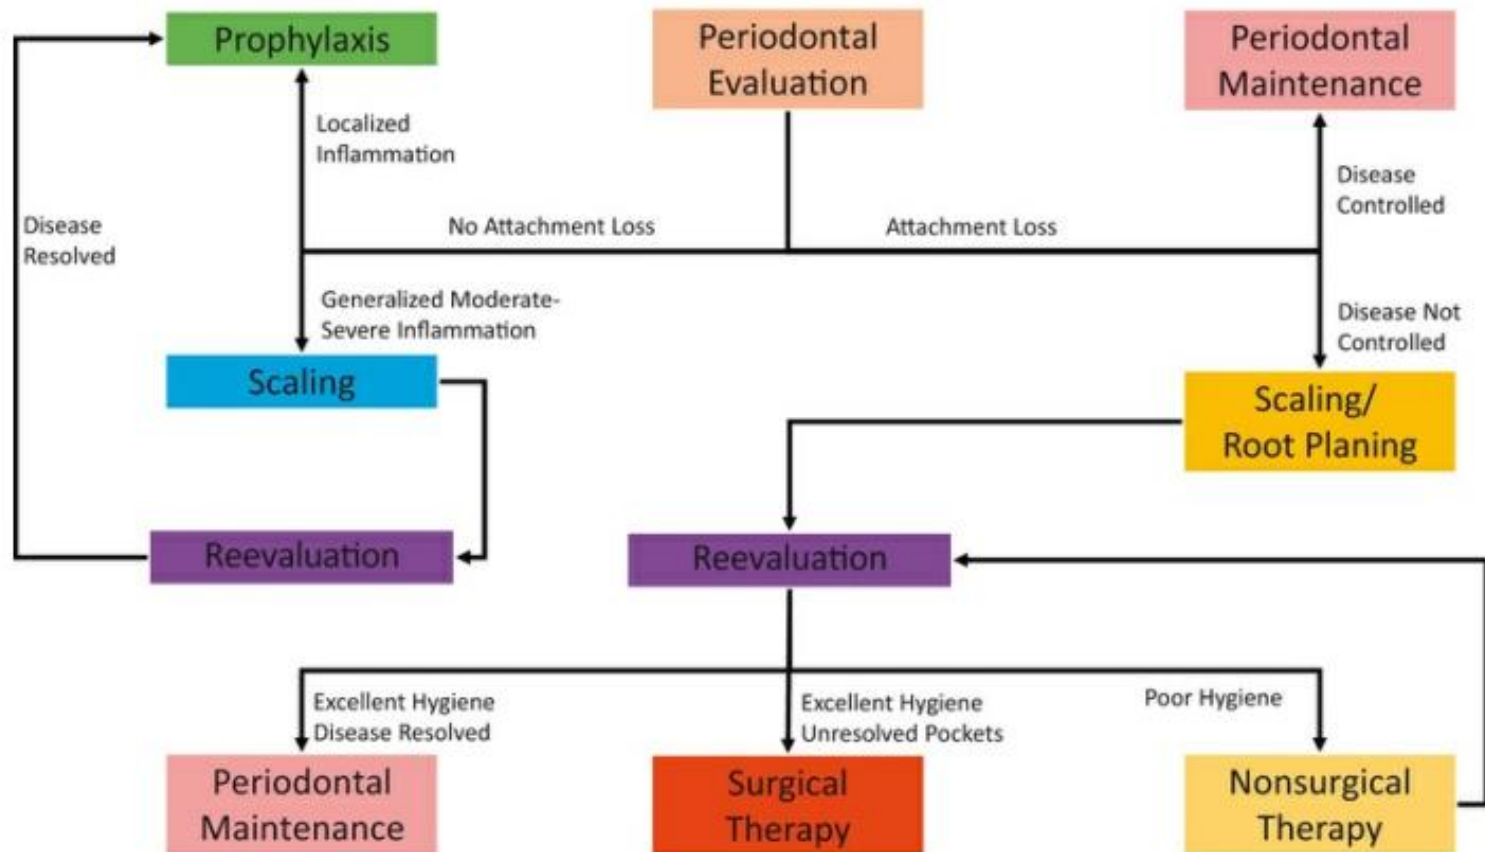 Prophylaxis
Periodontal
Evaluation
Periodontal
Maintenance
Localized
Inflammation
Disease
Controlled
Disease
Resolved
No Attachment Loss
Attachment Loss
Generalized Moderate-
Severe Inflammation
Disease Not
Controlled
Scaling
Scaling/
Root Planing
Reevaluation
Reevaluation
Excellent Hygiene
Disease Resolved
Excellent Hygiene
Unresolved Pockets
Poor Hygiene
Periodontal
Maintenance
Surgical
Therapy
Nonsurgical
Therapy